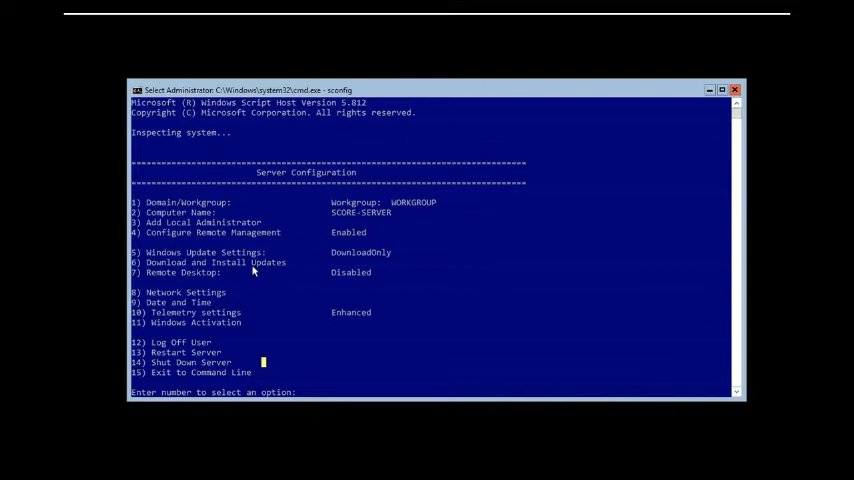 Select Administrator: C:\Windows\system32\cmd.exe - sconfig
Microsoft (R) Windows Script Host Version 5.812
Copyright (C) Microsoft Corporation. All rights reserved.
Inspecting system...
===============================================================================
Server Configuration
===============================================================================
1) Domain/Workgroup: Workgroup: WORKGROUP
2) Computer Name: SCORE-SERVER
3) Add Local Administrator
4) Configure Remote Management Enabled
5) Windows Update Settings: DownloadOnly
6) Download and Install Updates
7) Remote Desktop: Disabled
8) Network Settings
9) Date and Time
10) Telemetry settings Enhanced
11) Windows Activation
12) Log Off User
13) Restart Server
14) Shut Down Server
15) Exit to Command Line
Enter number to select an option: